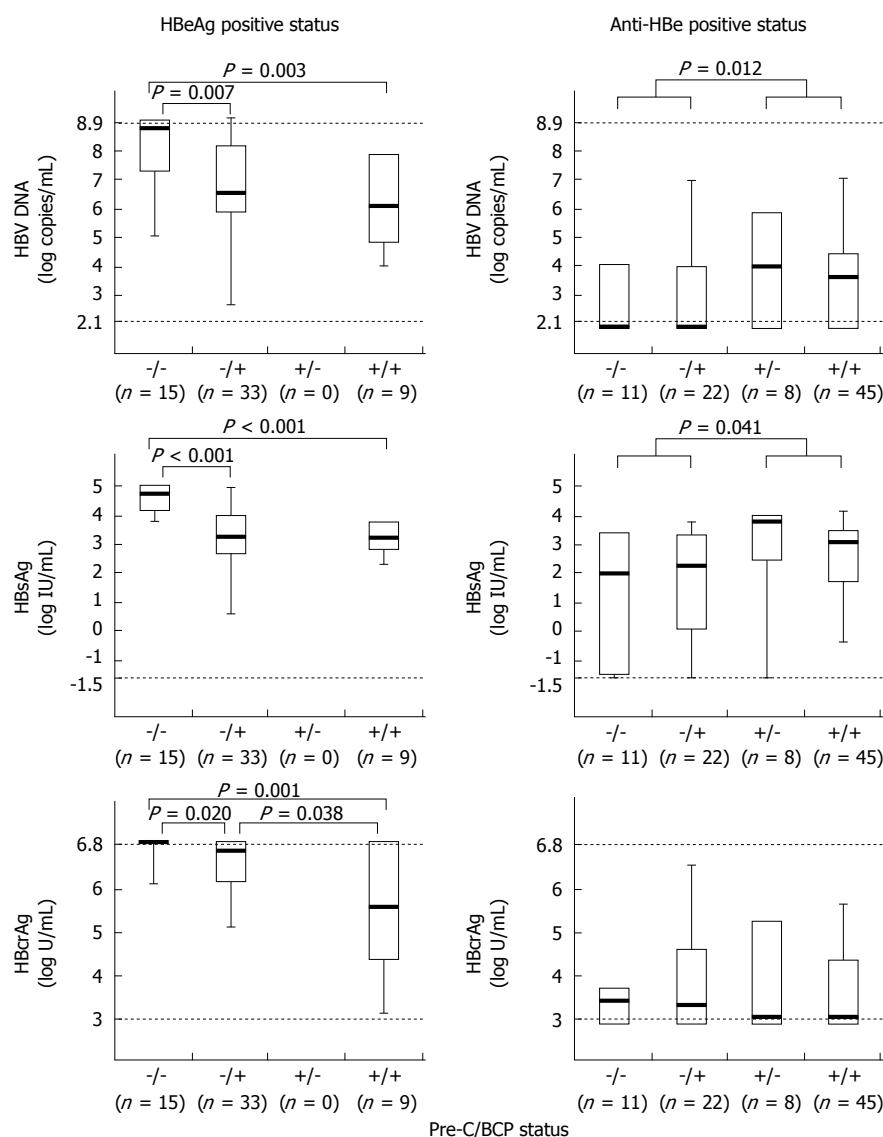 HBeAg positive status
Anti-HBe positive status
P = 0.003
P = 0.007
8.9
8
7
6
5
4
3
2.1
HBV DNA
(log copies/mL)
-/-
-/+
+/-
+/+
(n = 15) (n = 33) (n = 0) (n = 9)
P = 0.012
8.9
8
7
6
5
4
3
2.1
HBV DNA
(log copies/mL)
-/-
-/+
+/-
+/+
(n = 11) (n = 22) (n = 8) (n = 45)
P < 0.001
P < 0.001
5
4
3
2
1
0
-1
-1.5
HBsAg
(log IU/mL)
-/-
-/+
+/-
+/+
(n = 15) (n = 33) (n = 0) (n = 9)
P = 0.041
5
4
3
2
1
0
-1
-1.5
HBsAg
(log IU/mL)
-/-
-/+
+/-
+/+
(n = 11) (n = 22) (n = 8) (n = 45)
P = 0.001
P = 0.020
P = 0.038
6.8
6
5
4
3
HBcrAg
(log U/mL)
-/-
-/+
+/-
+/+
(n = 15) (n = 33) (n = 0) (n = 9)
6.8
6
5
4
3
HBcrAg
(log U/mL)
-/-
-/+
+/-
+/+
(n = 11) (n = 22) (n = 8) (n = 45)
Pre-C/BCP status